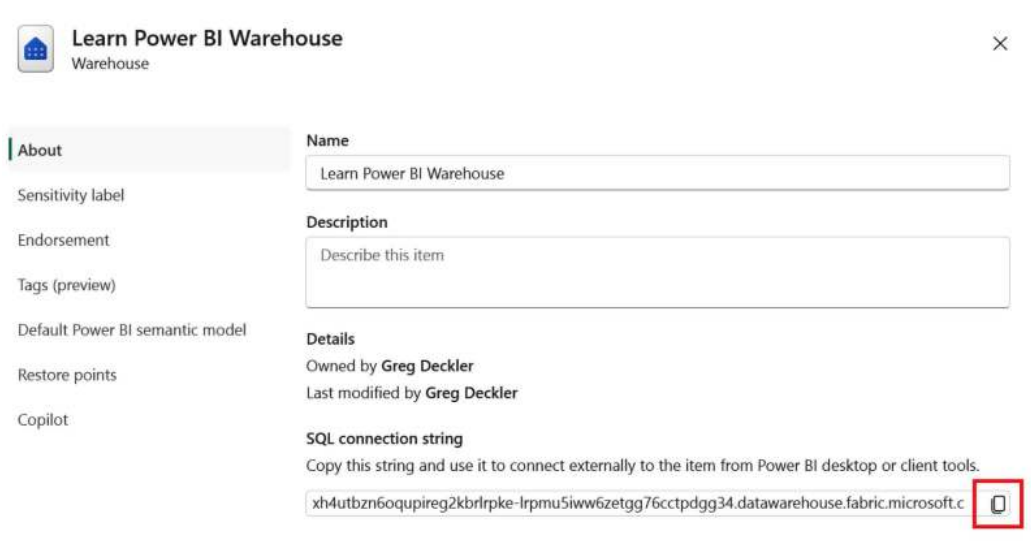 Learn Power BI Warehouse
Warehouse
About
Sensitivity label
Endorsement
Tags (preview)
Default Power BI semantic model
Restore points
Copilot
Name
Learn Power BI Warehouse
Description
Describe this item
Details
Owned by Greg Deckler
Last modified by Greg Deckler
SQL connection string
Copy this string and use it to connect externally to the item from Power BI desktop or client tools.
xh4utbzn6oqupireg2kbrlrpke-lrpmu5iww6zetgg76cctpdgg34.datawarehouse.fabric.microsoft.c